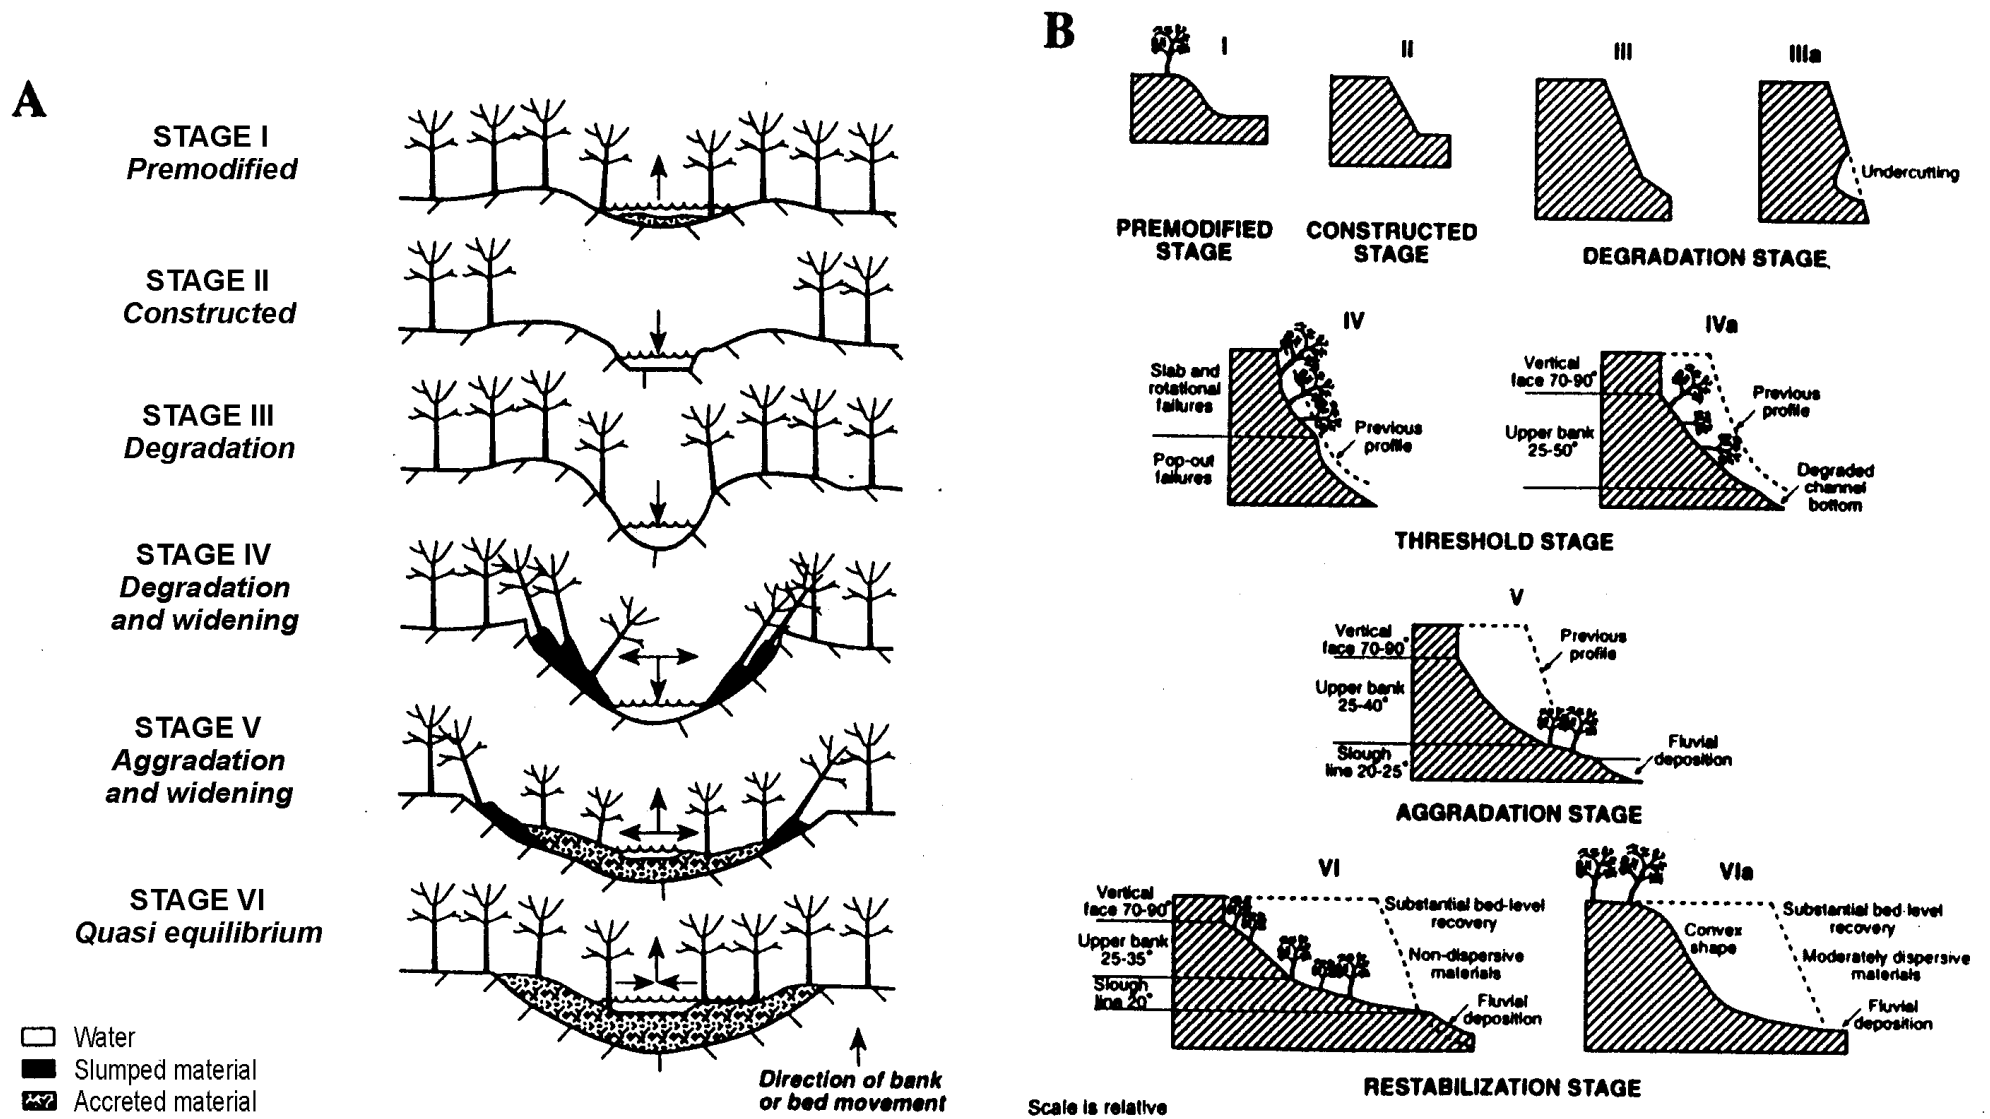 A
STAGE I
Premodified
STAGE II
Constructed
STAGE III
Degradation
STAGE IV
Degradation
and widening
STAGE V
Aggradation
and widening
STAGE VI
Quasi equilibrium
Water
Slumped material
Accreted material
Direction of bank
or bed movement
B
I
II
III
IIIa
Undercutting
PREMODIFIED
STAGE
CONSTRUCTED
STAGE
DEGRADATION STAGE
IV
Slab and
rotational
failures
Pop-out
failures
Previous
profile
IVa
Vertical
face 70-90°
Upper bank
25-50°
Previous
profile
Degraded
channel
bottom
THRESHOLD STAGE
V
Vertical
face 70-90°
Upper bank
25-40°
Slough
line 20-25°
Previous
profile
Fluvial
deposition
AGGRADATION STAGE
VI
Vertical
face 70-90°
Upper bank
25-35°
Slough
line 20°
Substantial bed-level
recovery
Non-dispersive
materials
Fluvial
deposition
VIa
Convex
shape
Substantial bed-level
recovery
Moderately dispersive
materials
Fluvial
deposition
RESTABILIZATION STAGE
Scale is relative